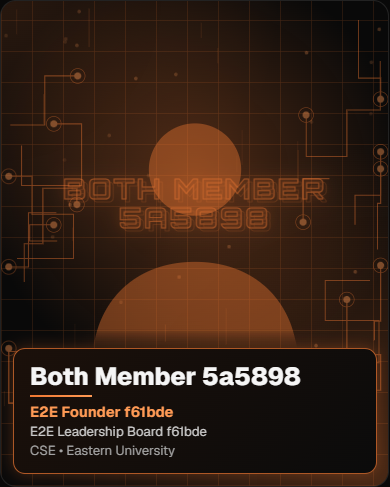 BOTH MEMBER
5A5898
Both Member 5a5898
E2E Founder f61bde
E2E Leadership Board f61bde
CSE • Eastern University